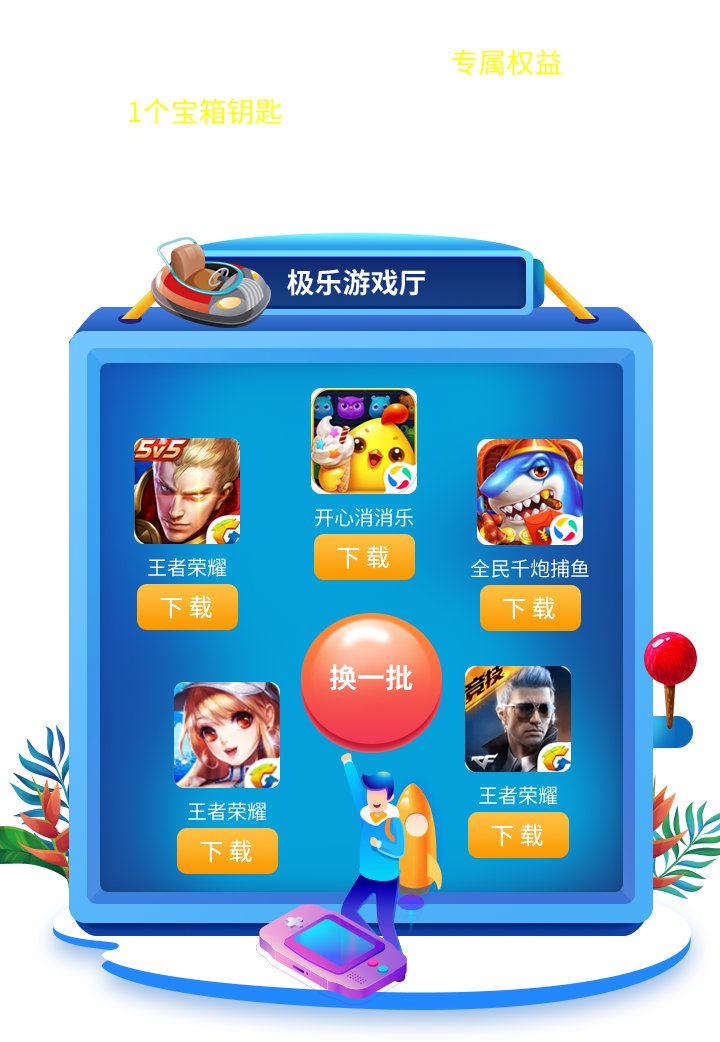 专属权益
1个宝箱钥匙
极乐游戏厅
5v5
开心消消乐
下载
王者荣耀
下载
全民千炮捕鱼
下载
换一批
竞技
CF
王者荣耀
下载
王者荣耀
下载